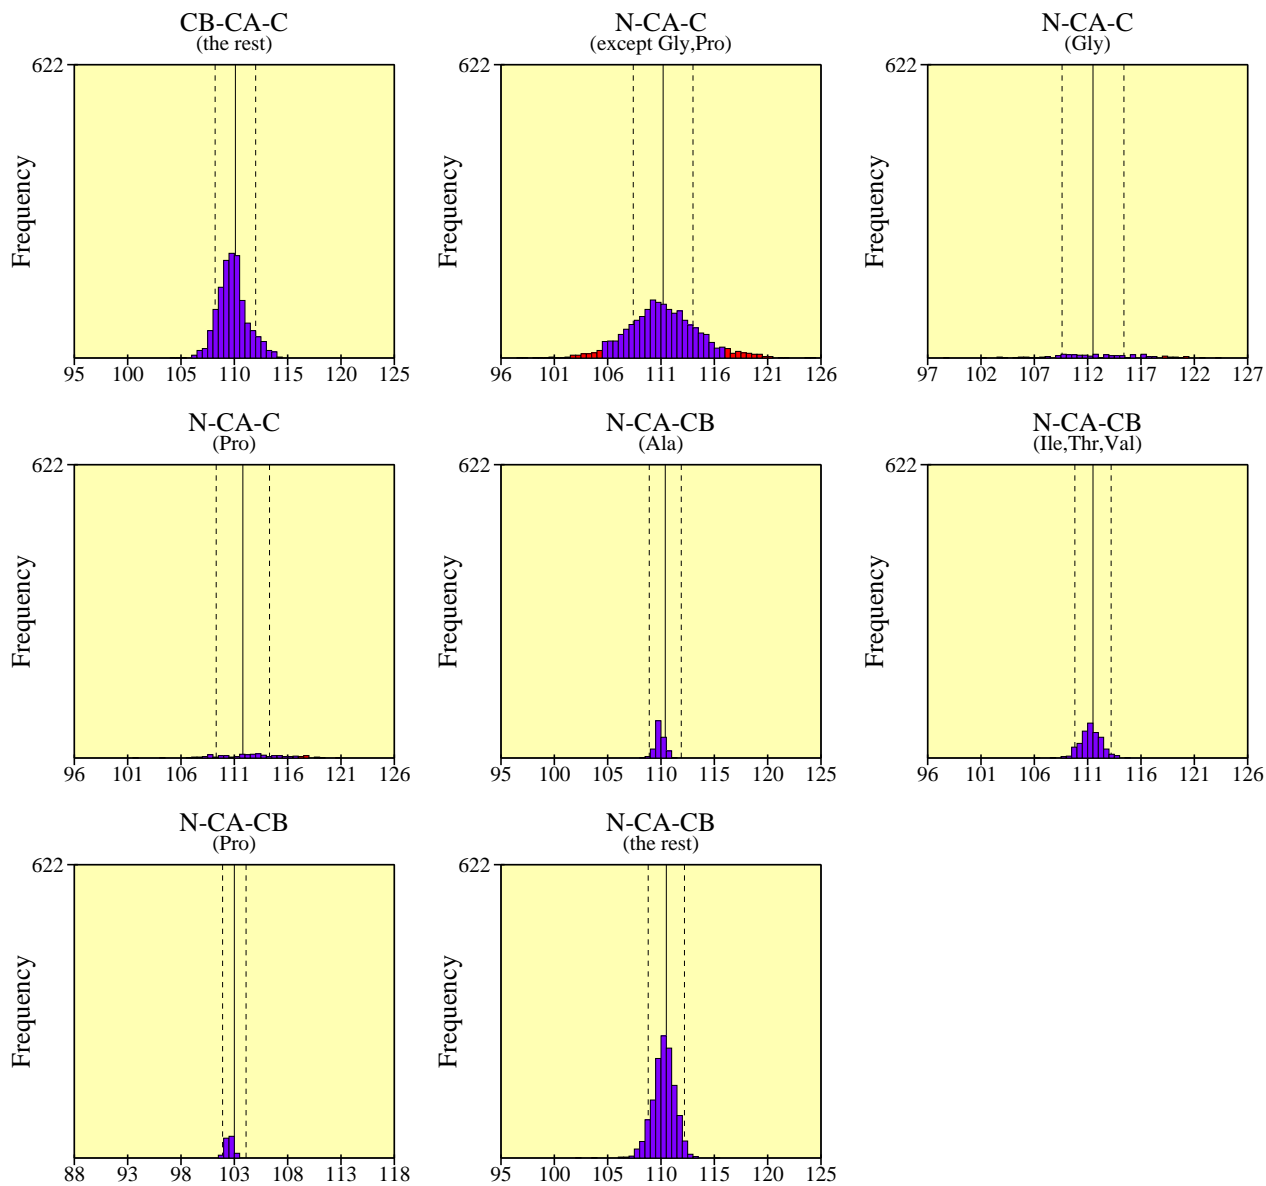 CB-CA-C
(the rest)
622
Frequency
95 100 105 110 115 120 125
N-CA-C
(except Gly,Pro)
622
Frequency
96 101 106 111 116 121 126
N-CA-C
(Gly)
622
Frequency
97 102 107 112 117 122 127
N-CA-C
(Pro)
622
Frequency
96 101 106 111 116 121 126
N-CA-CB
(Ala)
622
Frequency
95 100 105 110 115 120 125
N-CA-CB
(Ile,Thr,Val)
622
Frequency
96 101 106 111 116 121 126
N-CA-CB
(Pro)
622
Frequency
88 93 98 103 108 113 118
N-CA-CB
(the rest)
622
Frequency
95 100 105 110 115 120 125